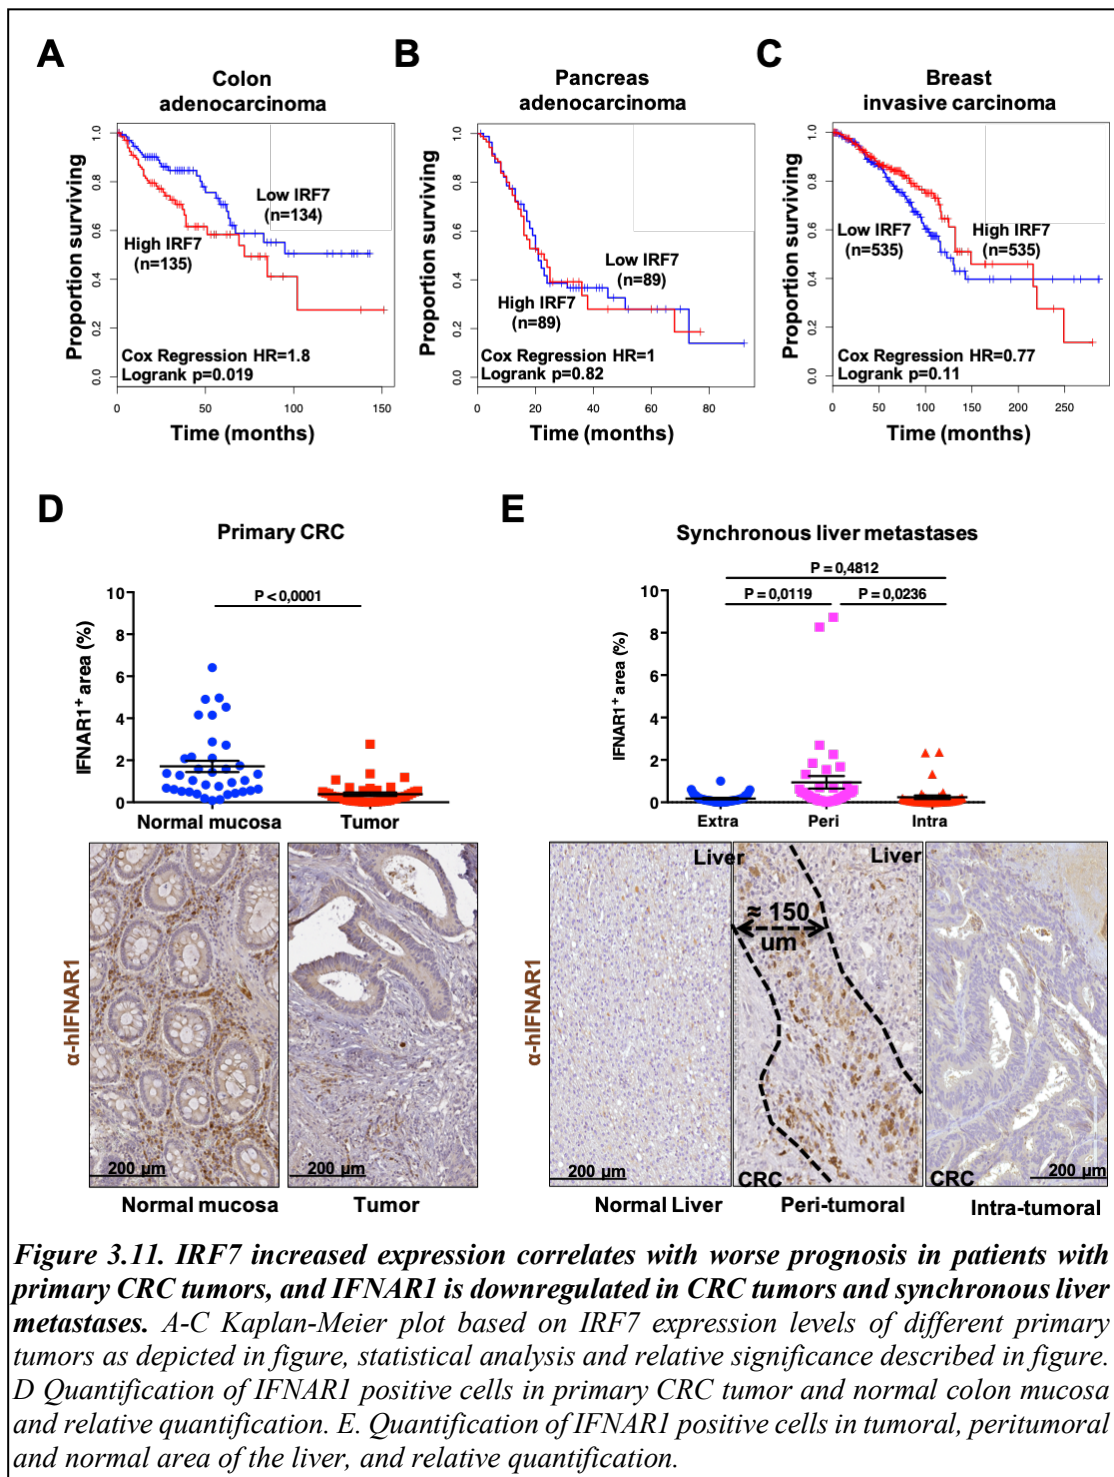 A
Colon
adenocarcinoma
Proportion surviving
1.0
0.8
0.6
0.4
0.2
0.0
Low IRF7
(n=134)
High IRF7
(n=135)
Cox Regression HR=1.8
Logrank p=0.019
0 50 100 150
Time (months)
B
Pancreas
adenocarcinoma
Proportion surviving
1.0
0.8
0.6
0.4
0.2
0.0
Low IRF7
(n=89)
High IRF7
(n=89)
Cox Regression HR=1
Logrank p=0.82
0 20 40 60 80
Time (months)
C
Breast
invasive carcinoma
Proportion surviving
1.0
0.8
0.6
0.4
0.2
0.0
Low IRF7
(n=535)
High IRF7
(n=535)
Cox Regression HR=0.77
Logrank p=0.11
0 50 100 150 200 250
Time (months)
D
Primary CRC
P < 0,0001
IFNAR1+ area (%)
10
8
6
4
2
0
Normal mucosa Tumor
α-hIFNAR1
200 µm
200 µm
Normal mucosa Tumor
E
Synchronous liver metastases
P = 0,4812
P = 0,0119 P = 0,0236
IFNAR1+ area (%)
10
8
6
4
2
0
Extra Peri Intra
α-hIFNAR1
Liver
Liver
≈ 150
um
200 µm
CRC
CRC
200 µm
Normal Liver Peri-tumoral Intra-tumoral
Figure 3.11. IRF7 increased expression correlates with worse prognosis in patients with
primary CRC tumors, and IFNAR1 is downregulated in CRC tumors and synchronous liver
metastases. A-C Kaplan-Meier plot based on IRF7 expression levels of different primary
tumors as depicted in figure, statistical analysis and relative significance described in figure.
D Quantification of IFNAR1 positive cells in primary CRC tumor and normal colon mucosa
and relative quantification. E. Quantification of IFNAR1 positive cells in tumoral, peritumoral
and normal area of the liver, and relative quantification.